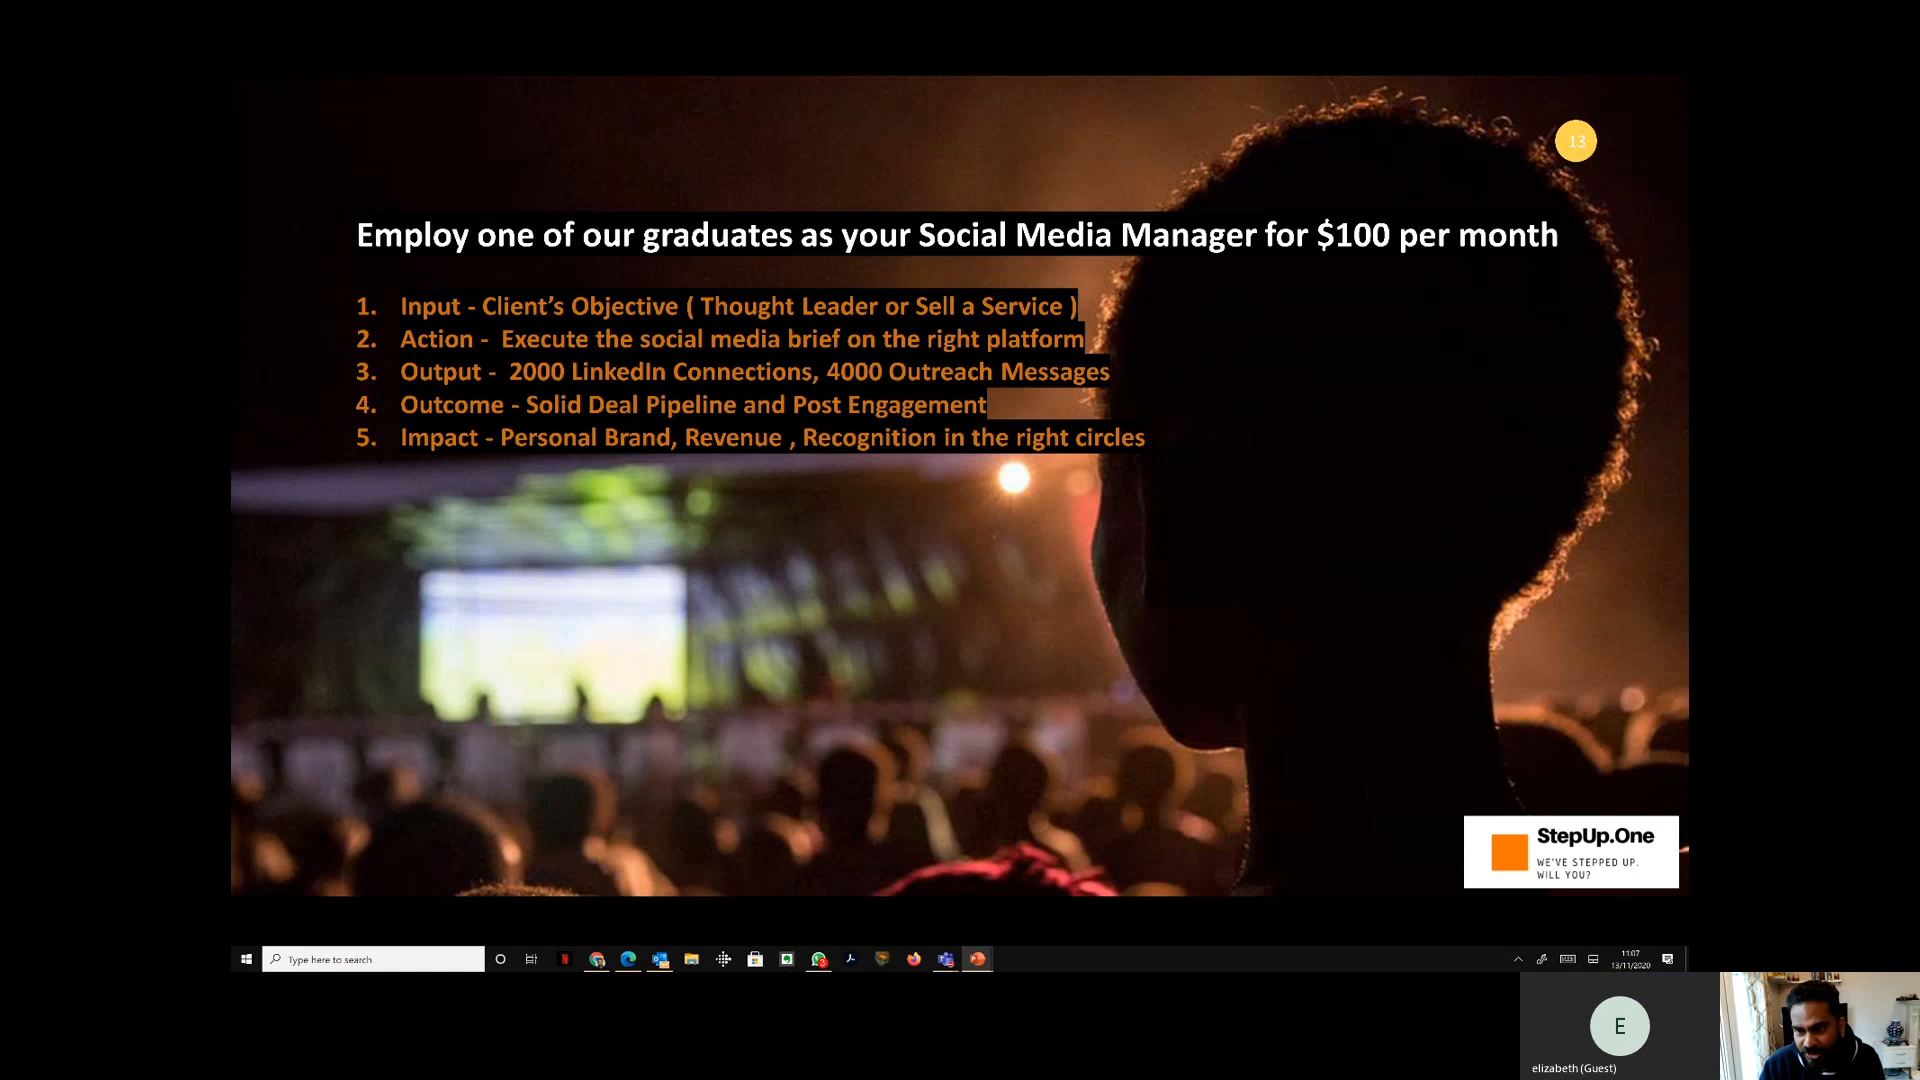 13
Employ one of our graduates as your Social Media Manager for $100 per month
1. Input - Client’s Objective ( Thought Leader or Sell a Service )
2. Action -  Execute the social media brief on the right platform
3. Output -  2000 LinkedIn Connections, 4000 Outreach Messages
4. Outcome - Solid Deal Pipeline and Post Engagement
5. Impact - Personal Brand, Revenue , Recognition in the right circles
StepUp.One
WE'VE STEPPED UP.
WILL YOU?
Type here to search
11:07
13/11/2020
E
elizabeth (Guest)